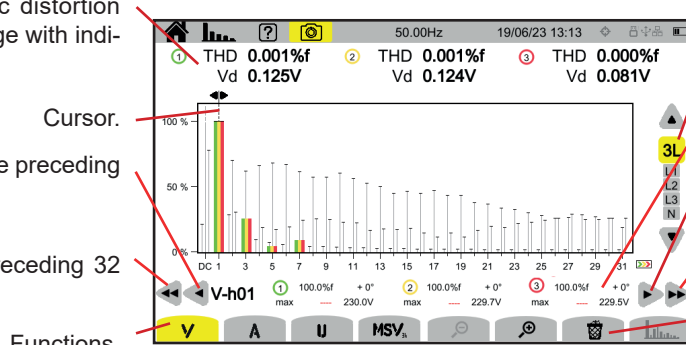 c distortion
ge with indi-
Cursor.
e preceding
receding 32
Functions
50.00Hz 19/06/23 13:13
1 THD 0.001%f 2 THD 0.001%f 3 THD 0.000%f
Vd 0.125V Vd 0.124V Vd 0.081V
100 %
50 %
0%
DC 1 3 5 7 9 11 13 15 17 19 21 23 25 27 29 31
3L
L1
L2
L3
N
V-h01 1 100.0%f + 0° 2 100.0%f + 0° 3 100.0%f + 0°
max ---- 230.0V max ---- 229.7V max ---- 229.5V
V A U MSV